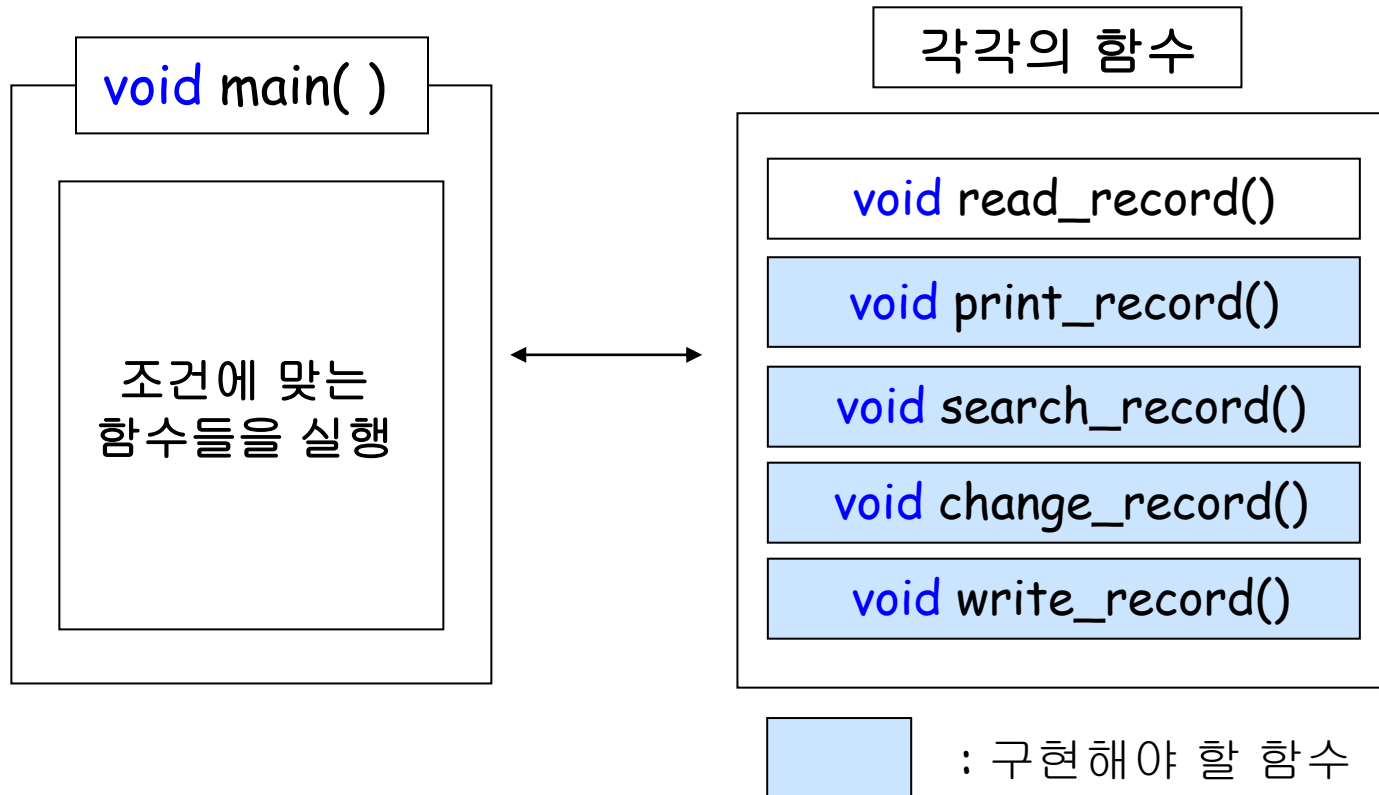 void main( )
조건에 맞는
함수들을 실행
각각의 함수
void read_record()
void print_record()
void search_record()
void change_record()
void write_record()
: 구현해야 할 함수